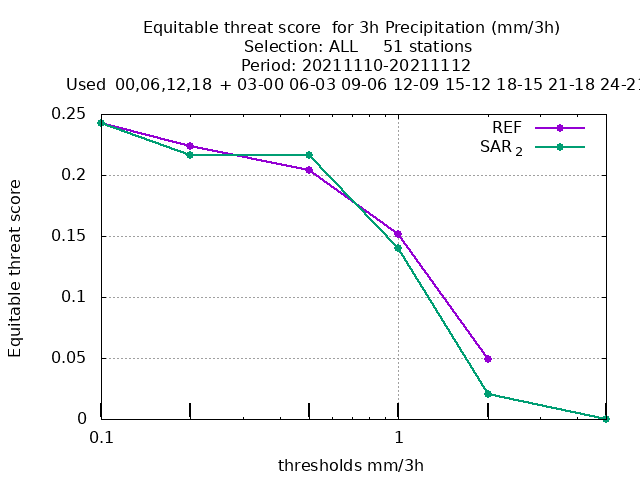 Equitable threat score  for 3h Precipitation (mm/3h)
Selection: ALL     51 stations
Period: 20211110-20211112
Used  00,06,12,18  + 03-00 06-03 09-06 12-09  15-12 18-15 21-18 24-21
REF
SAR 2
0.25
0.2
0.15
0.1
0.05
0
Equitable threat score
0.1 1
thresholds mm/3h